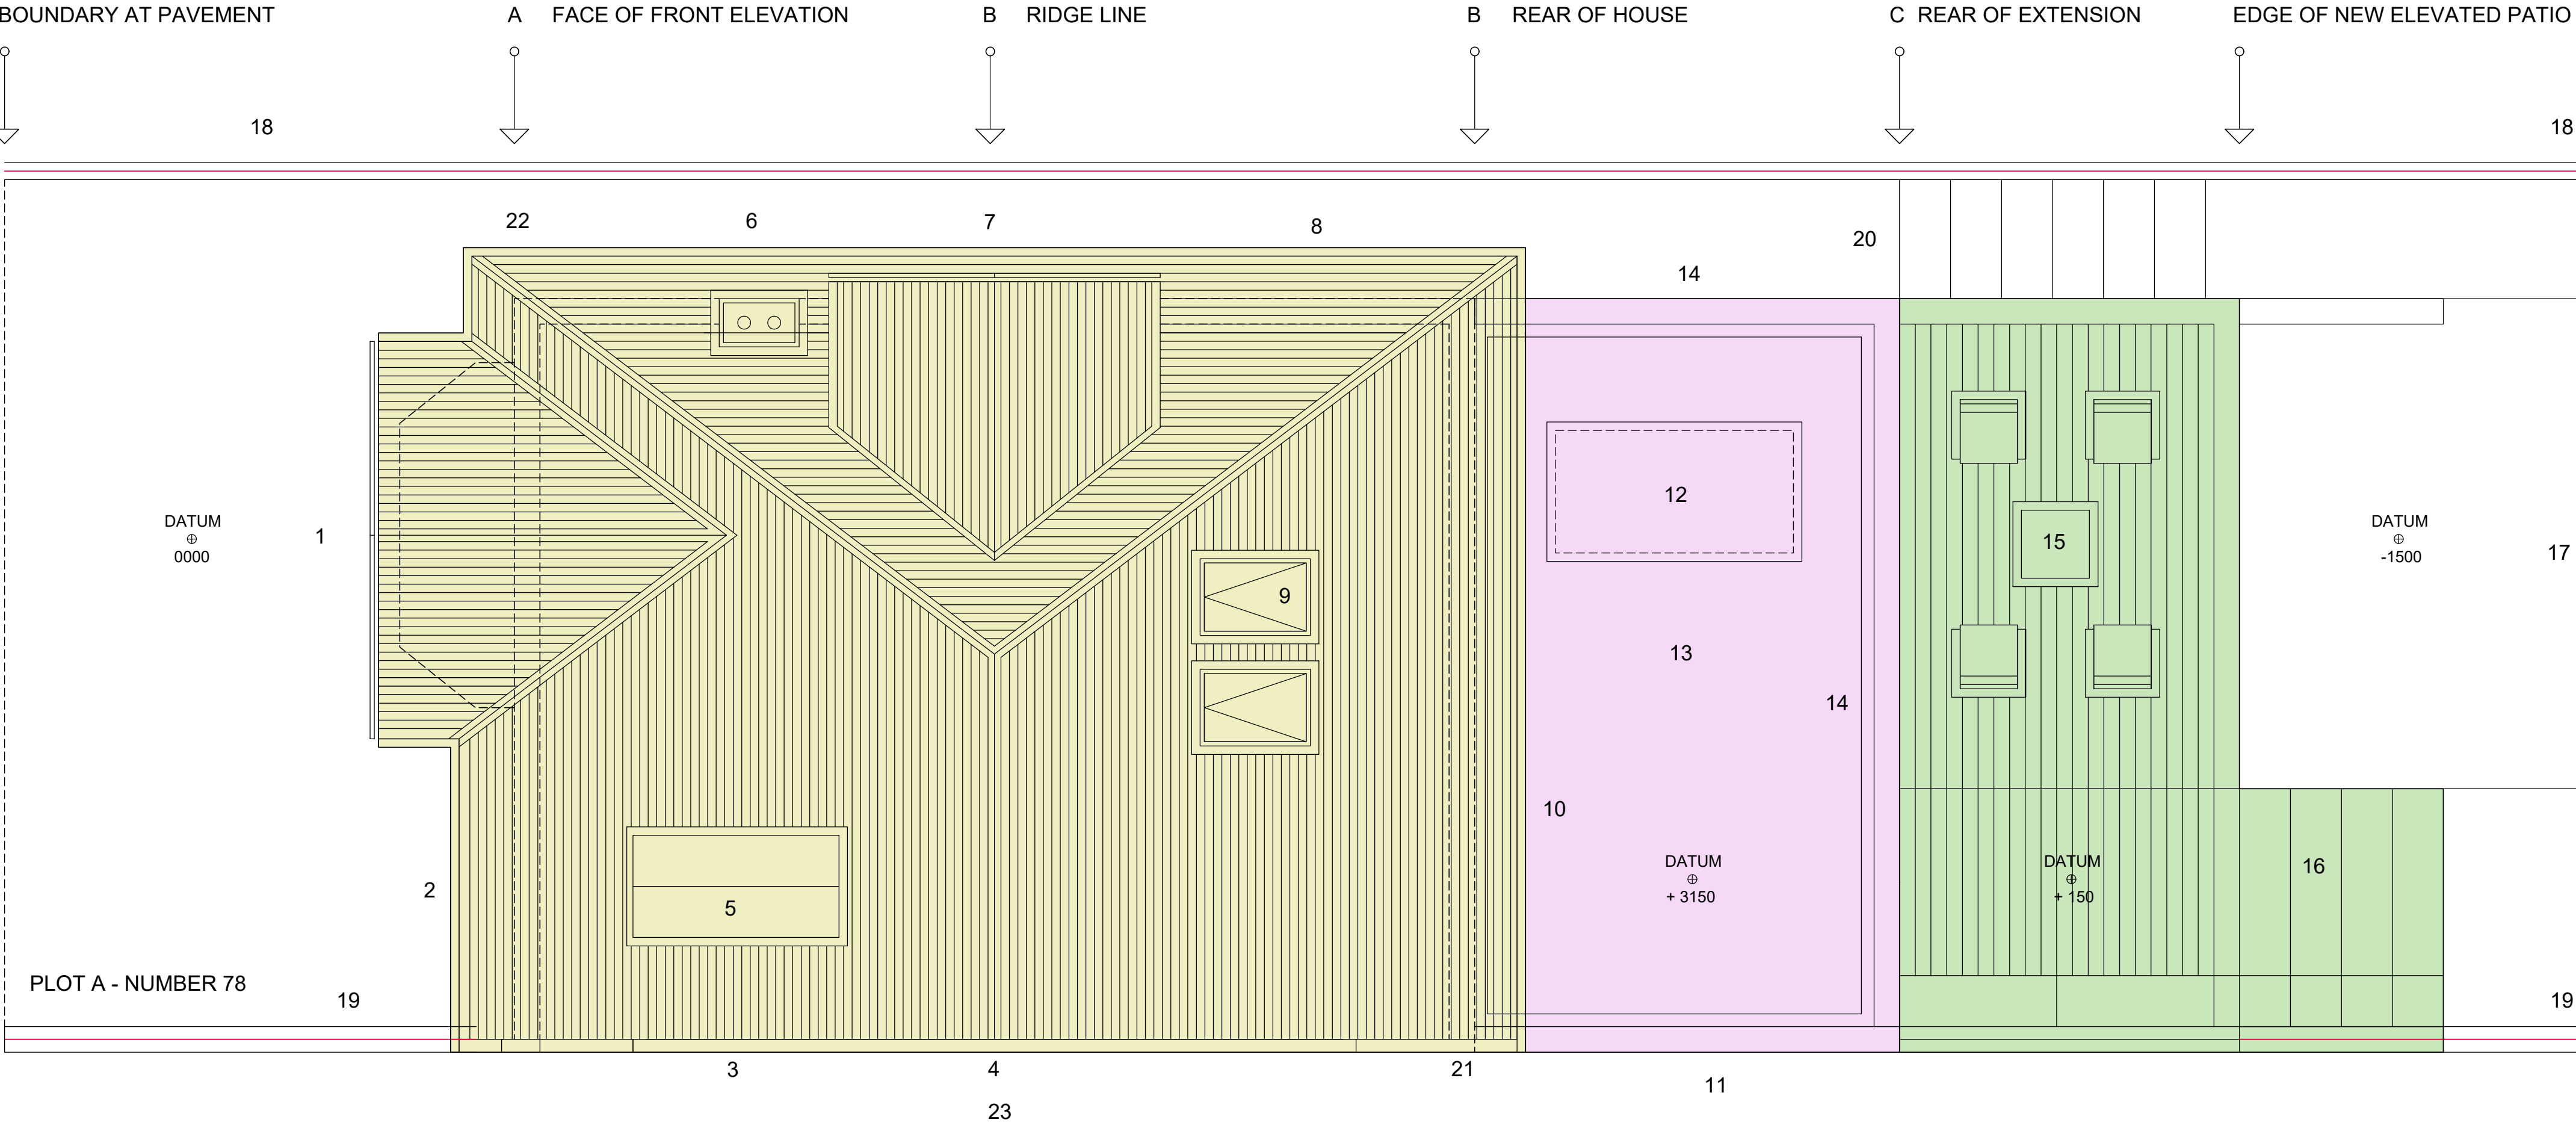 BOUNDARY AT PAVEMENT A FACE OF FRONT ELEVATION B RIDGE LINE B REAR OF HOUSE C REAR OF EXTENSION EDGE OF NEW ELEVATED PATIO
18 18
22 6 7 8 20
14
12
DATUM DATUM
1 15 17
0000 -1500
9
13
14
10
DATUM DATUM 16
+ 3150 + 150
2 5
PLOT A - NUMBER 78
19 19
3 4 21
11
23